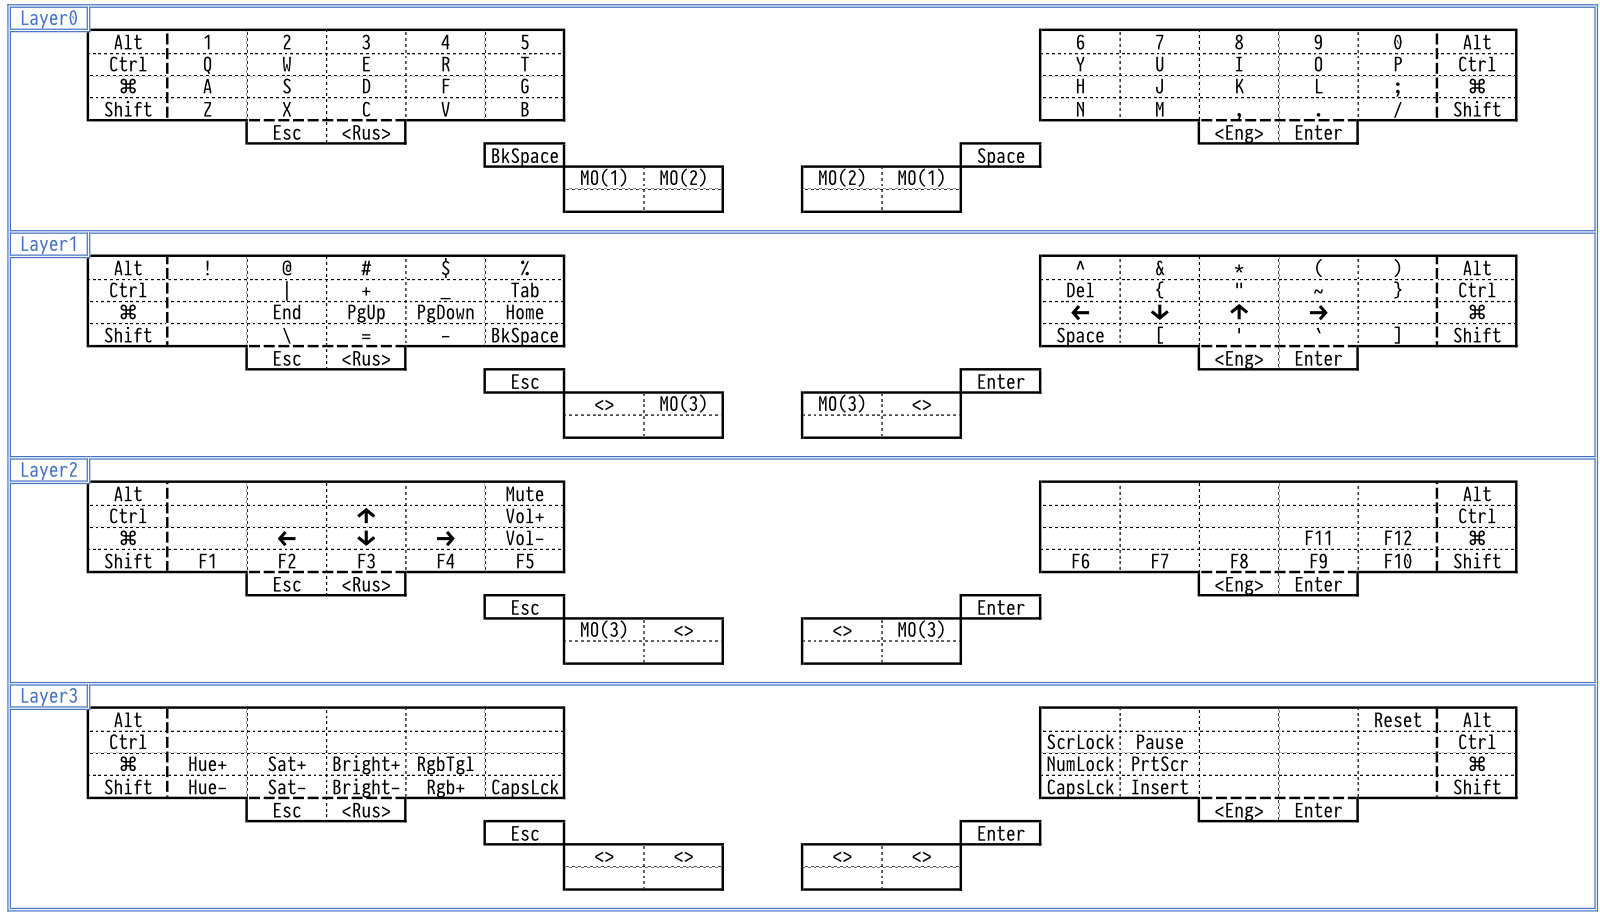 Layer0
Alt 1 2 3 4 5 6 7 8 9 0 Alt
Ctrl Q W E R T Y U I O P Ctrl
⌘ A S D F G H J K L ; ⌘
Shift Z X C V B N M , . / Shift
Esc <Rus> <Eng> Enter
BkSpace Space
MO(1) MO(2) MO(2) MO(1)
Layer1
Alt ! @ # $ % ^ & * ( ) Alt
Ctrl | + _ Tab Del { " ~ } Ctrl
⌘ End PgUp PgDown Home ← ↓ ↑ → ⌘
Shift \ = - BkSpace Space [ ' ` ] Shift
Esc <Rus> <Eng> Enter
Esc Enter
<> MO(3) MO(3) <>
Layer2
Alt Mute Alt
Ctrl ↑ Vol+ Ctrl
⌘ ← ↓ → Vol- F11 F12 ⌘
Shift F1 F2 F3 F4 F5 F6 F7 F8 F9 F10 Shift
Esc <Rus> <Eng> Enter
Esc Enter
MO(3) <> <> MO(3)
Layer3
Alt Reset Alt
Ctrl ScrLock Pause Ctrl
⌘ Hue+ Sat+ Bright+ RgbTgl NumLock PrtScr ⌘
Shift Hue- Sat- Bright- Rgb+ CapsLck CapsLck Insert Shift
Esc <Rus> <Eng> Enter
Esc Enter
<> <> <> <>